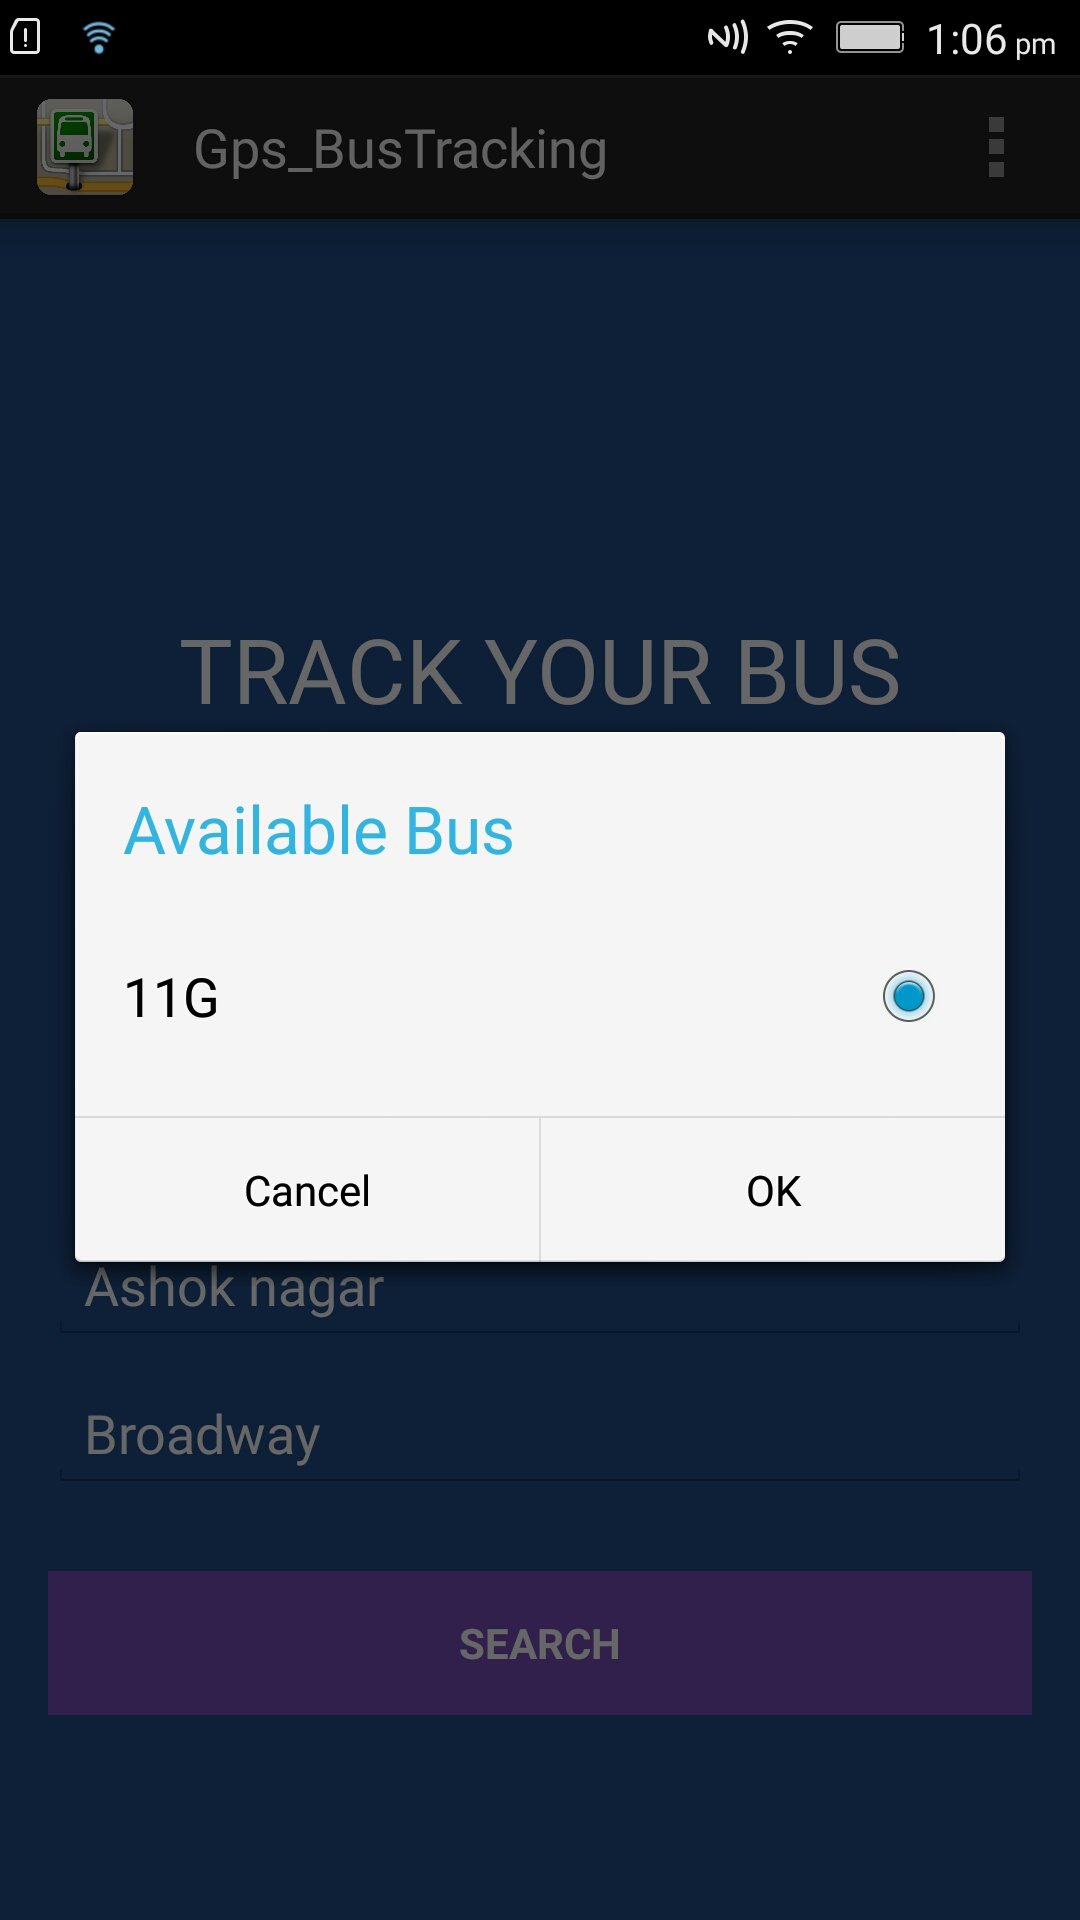 1:06 pm
Gps_BusTracking
TRACK YOUR BUS
Available Bus
11G
Cancel
OK
Ashok nagar
Broadway
SEARCH